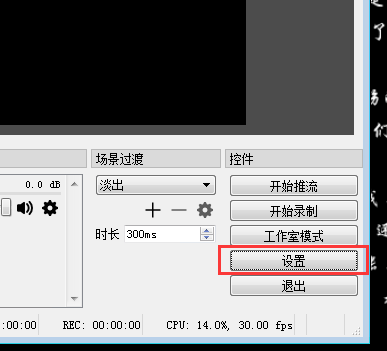 场景过渡
控件
0.0 dB
淡出
开始推流
开始录制
时长 300ms
工作室模式
设置
退出
:00:00
REC: 00:00:00
CPU: 14.0%, 30.00 fps
了
们